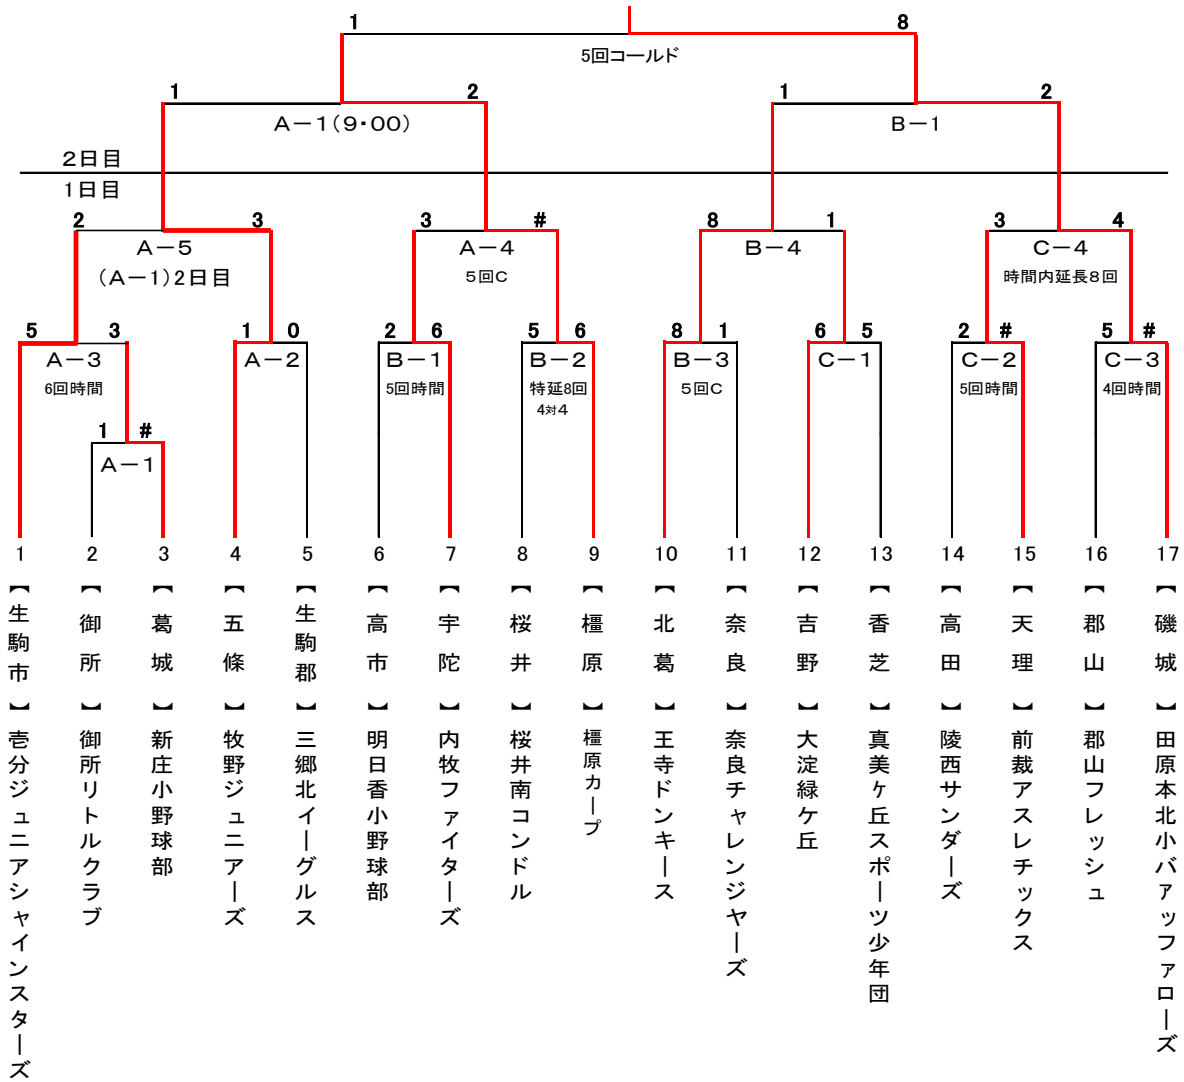 1 8
5回コールド
1 2 1 2
A－1(9・00) B－1
2日目
1日目
2 3 3 # 8 1 3 4
A－5 A－4 B－4 C－4
(A－1)2日目 5回C 時間内延長8回
5 3 1 0 2 6 5 6 8 1 6 5 2 # 5 #
A－3 A－2 B－1 B－2 B－3 C－1 C－2 C－3
6回時間 5回時間 特延8回 5回C 5回時間 4回時間
4対4
1 #
A－1
1 2 3 4 5 6 7 8 9 10 11 12 13 14 15 16 17
【生駒市】壱分ジュニアシャインスターズ
【御所】御所リトルクラブ
【葛城】新庄小野球部
【五條】牧野ジュニアーズ
【生駒郡】三郷北イーグルス
【高市】明日香小野球部
【宇陀】内牧ファイターズ
【桜井】桜井南コンドル
【橿原】橿原カープ
【北葛】王寺ドンキース
【奈良】奈良チャレンジヤーズ
【吉野】大淀緑ケ丘
【香芝】真美ヶ丘スポーツ少年団
【高田】陵西サンダーズ
【天理】前裁アスレチックス
【郡山】郡山フレッシュ
【磯城】田原本北小バァッファローズ